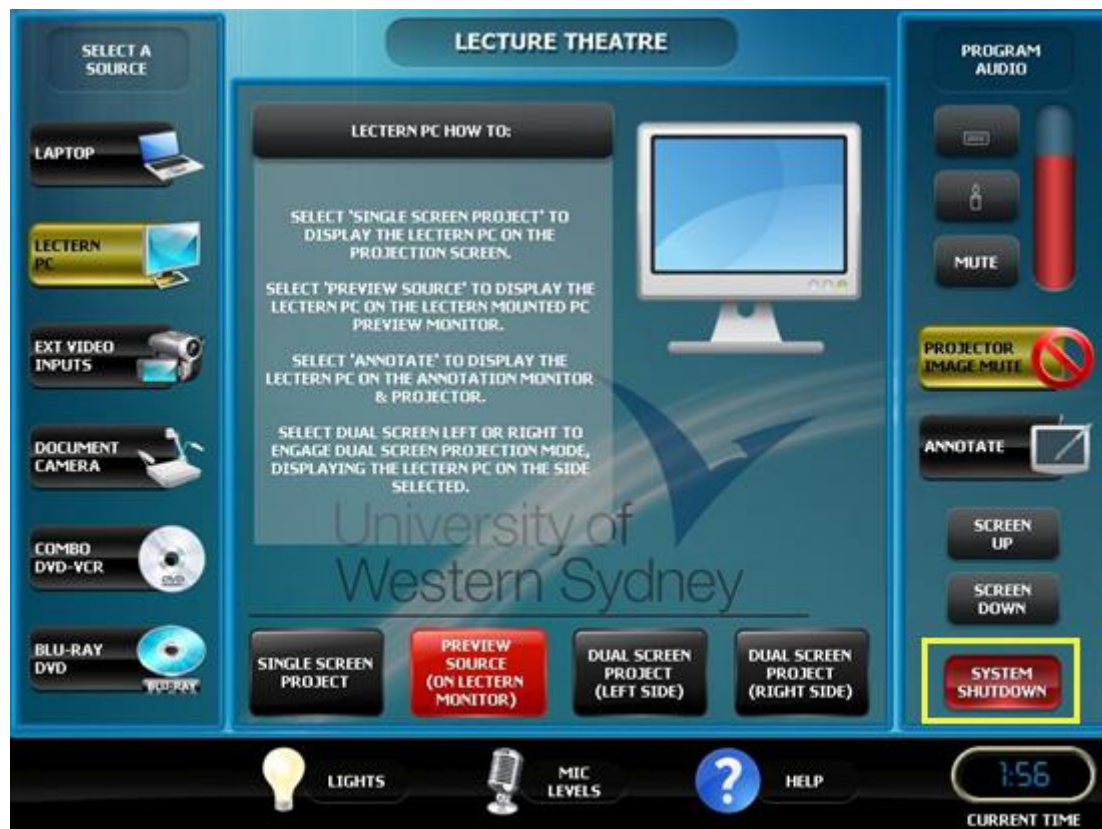 SELECT A
SOURCE
LECTURE THEATRE
PROGRAM
AUDIO
LAPTOP
LECTERN
PC
EXT VIDEO
INPUTS
DOCUMENT
CAMERA
COMBO
DVD-VCR
DVD
BLU-RAY
DVD
BLU-RAY
LECTERN PC HOW TO:
SELECT 'SINGLE SCREEN PROJECT' TO
DISPLAY THE LECTERN PC ON THE
PROJECTION SCREEN.
SELECT 'PREVIEW SOURCE' TO DISPLAY THE
LECTERN PC ON THE LECTERN MOUNTED PC
PREVIEW MONITOR.
SELECT 'ANNOTATE' TO DISPLAY THE
LECTERN PC ON THE ANNOTATION MONITOR
& PROJECTOR.
SELECT DUAL SCREEN LEFT OR RIGHT TO
ENGAGE DUAL SCREEN PROJECTION MODE,
DISPLAYING THE LECTERN PC ON THE SIDE
SELECTED.
University of
Western Sydney
SINGLE SCREEN
PROJECT
PREVIEW
SOURCE
(ON LECTERN
MONITOR)
DUAL SCREEN
PROJECT
(LEFT SIDE)
DUAL SCREEN
PROJECT
(RIGHT SIDE)
MUTE
PROJECTOR
IMAGE MUTE
ANNOTATE
SCREEN
UP
SCREEN
DOWN
SYSTEM
SHUTDOWN
LIGHTS
MIC
LEVELS
HELP
1:56
CURRENT TIME